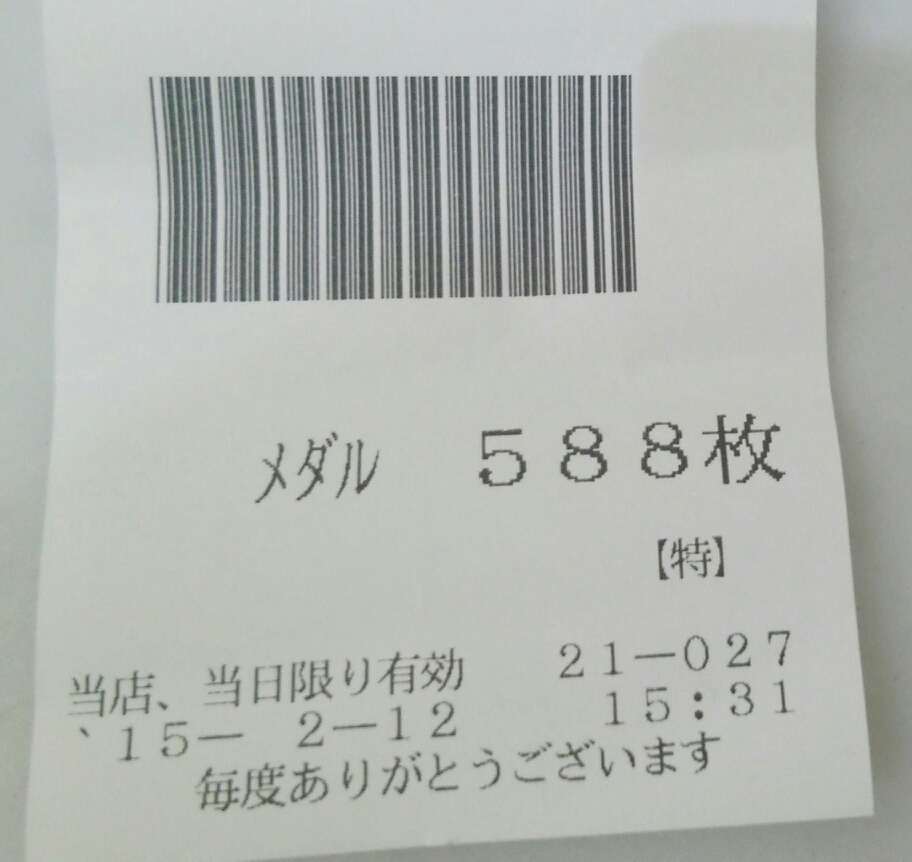 メダル 588枚
【特】
当店、当日限り有効 21-027
`15- 2-12 15:31
毎度ありがとうございます